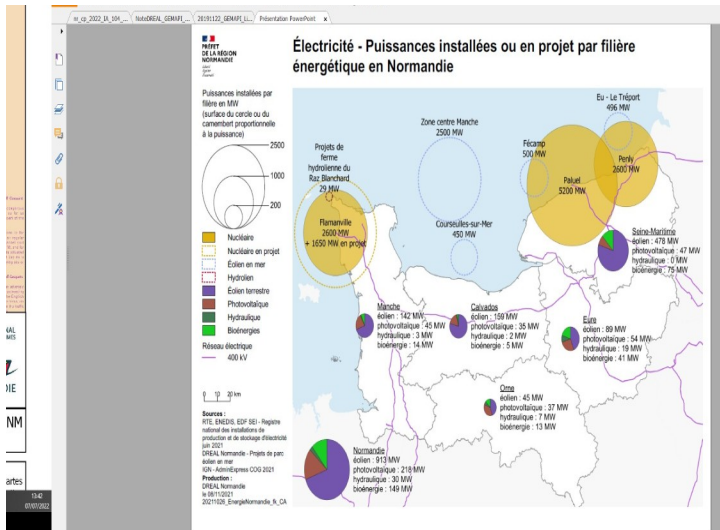 nr_cp_2022_IX_104_...
NoteDREAL_GEMAPI_...
20191122_GEMAPI_Li...
Présentation PowerPoint x
PRÉFET
DE LA RÉGION
NORMANDIE
Électricité - Puissances installées ou en projet par filière
énergétique en Normandie
Puissances installées par
filière en MW
(surface du cercle ou du
camembert proportionnelle
à la puissance)
2500
1000
200
Nucléaire
Nucléaire en projet
Éolien en mer
Hydrolien
Éolien terrestre
Photovoltaïque
Hydraulique
Bioénergies
Réseau électrique
400 kV
0 10 20 km
Sources :
RTE, ENEDIS, EDF SEI - Registre
national des installations de
production et de stockage d'électricité
juin 2021
DREAL Normandie - Projets de parc
éolien en mer
IGN - AdminExpress COG 2021
Production :
DREAL Normandie
le 08/11/2021
20211026_EnergieNormandie_fk_CA
Projets de
ferme
hydrolienne du
Raz Blanchard
29 MW
Flamanville
2600 MW
+ 1650 MW en projet
Zone centre Manche
2500 MW
Courseulles-sur-Mer
450 MW
Fécamp
500 MW
Eu - Le Tréport
496 MW
Paluel
5200 MW
Penly
2600 MW
Seine-Maritime
éolien : 478 MW
photovoltaïque : 47 MW
hydraulique : 0 MW
bioénergie : 75 MW
Manche
éolien : 142 MW
photovoltaïque : 45 MW
hydraulique : 3 MW
bioénergie : 14 MW
Calvados
éolien : 159 MW
photovoltaïque : 35 MW
hydraulique : 2 MW
bioénergie : 5 MW
Eure
éolien : 89 MW
photovoltaïque : 54 MW
hydraulique : 19 MW
bioénergie : 41 MW
Orne
éolien : 45 MW
photovoltaïque : 37 MW
hydraulique : 7 MW
bioénergie : 13 MW
Normandie
éolien : 913 MW
photovoltaïque : 218 MW
hydraulique : 30 MW
bioénergie : 149 MW
NM
artes
13:42
07/07/2022